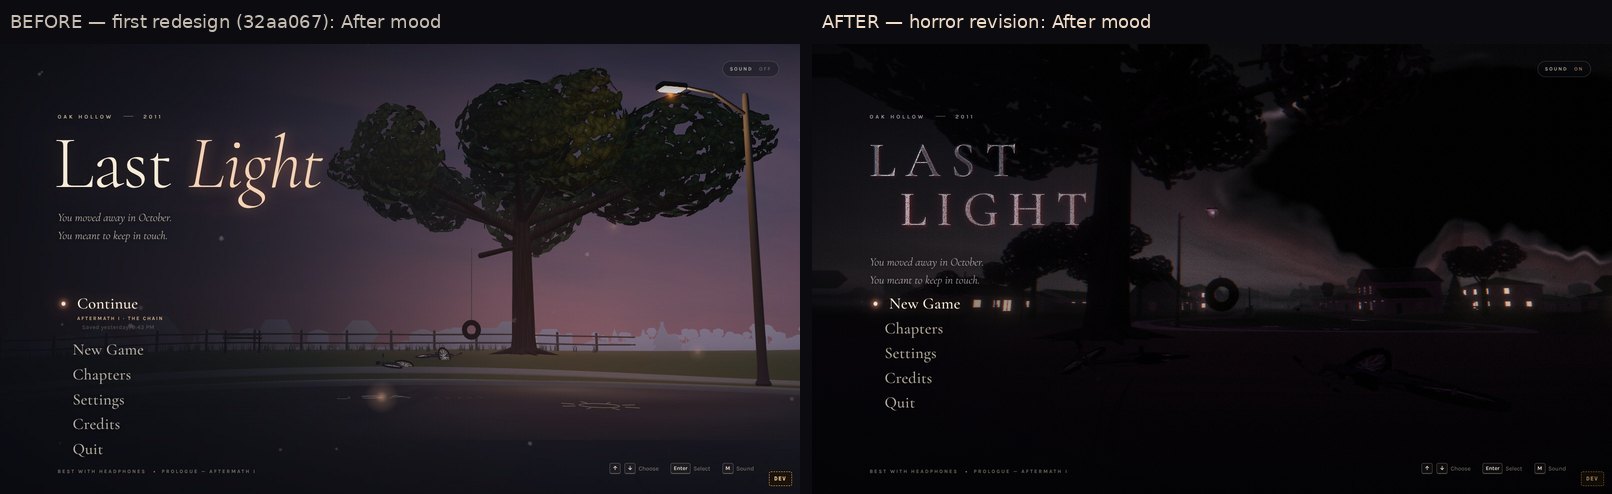 BEFORE — first redesign (32aa067): After mood
SOUND OFF
OAK HOLLOW — 2011
Last Light
You moved away in October.
You meant to keep in touch.
Continue
AFTERMATH I · THE CHAIN
New Game
Chapters
Settings
Credits
Quit
BEST WITH HEADPHONES • PROLOGUE — AFTERMATH I
↑ ↓ Choose Enter Select M Sound
DEV
AFTER — horror revision: After mood
SOUND ON
OAK HOLLOW — 2011
LAST
LIGHT
You moved away in October.
You meant to keep in touch.
New Game
Chapters
Settings
Credits
Quit
BEST WITH HEADPHONES • PROLOGUE — AFTERMATH I
↑ ↓ Choose Enter Select M Sound
DEV